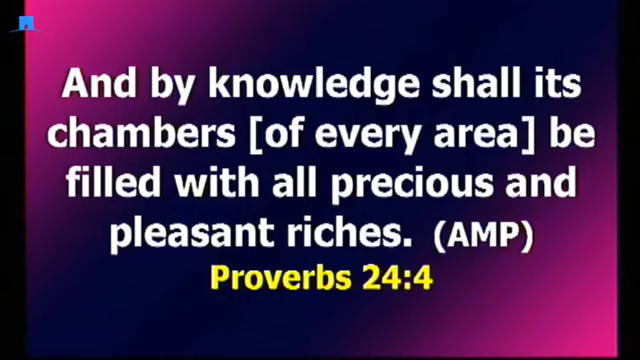 And by knowledge shall its
chambers [of every area] be
filled with all precious and
pleasant riches. (AMP)
Proverbs 24:4